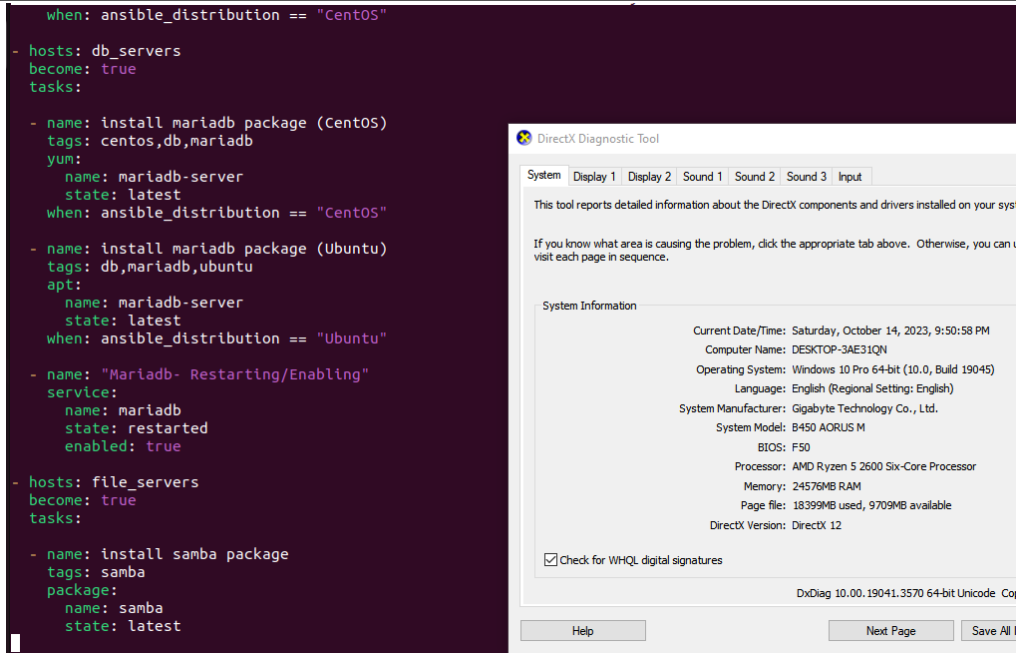 when: ansible_distribution == "CentOS"
- hosts: db_servers
become: true
tasks:
- name: install mariadb package (CentOS)
tags: centos,db,mariadb
yum:
name: mariadb-server
state: latest
when: ansible_distribution == "CentOS"
- name: install mariadb package (Ubuntu)
tags: db,mariadb,ubuntu
apt:
name: mariadb-server
state: latest
when: ansible_distribution == "Ubuntu"
- name: "Mariadb- Restarting/Enabling"
service:
name: mariadb
state: restarted
enabled: true
- hosts: file_servers
become: true
tasks:
- name: install samba package
tags: samba
package:
name: samba
state: latest
DirectX Diagnostic Tool
System Display 1 Display 2 Sound 1 Sound 2 Sound 3 Input
This tool reports detailed information about the DirectX components and drivers installed on your
If you know what area is causing the problem, click the appropriate tab above. Otherwise, you can
visit each page in sequence.
System Information
Current Date/Time: Saturday, October 14, 2023, 9:50:58 PM
Computer Name: DESKTOP-3AE31QN
Operating System: Windows 10 Pro 64-bit (10.0, Build 19045)
Language: English (Regional Setting: English)
System Manufacturer: Gigabyte Technology Co., Ltd.
System Model: B450 AORUS M
BIOS: F50
Processor: AMD Ryzen 5 2600 Six-Core Processor
Memory: 24576MB RAM
Page file: 18399MB used, 9709MB available
DirectX Version: DirectX 12
Check for WHQL digital signatures
DxDiag 10.00.19041.3570 64-bit Unicode
Help Next Page Save All